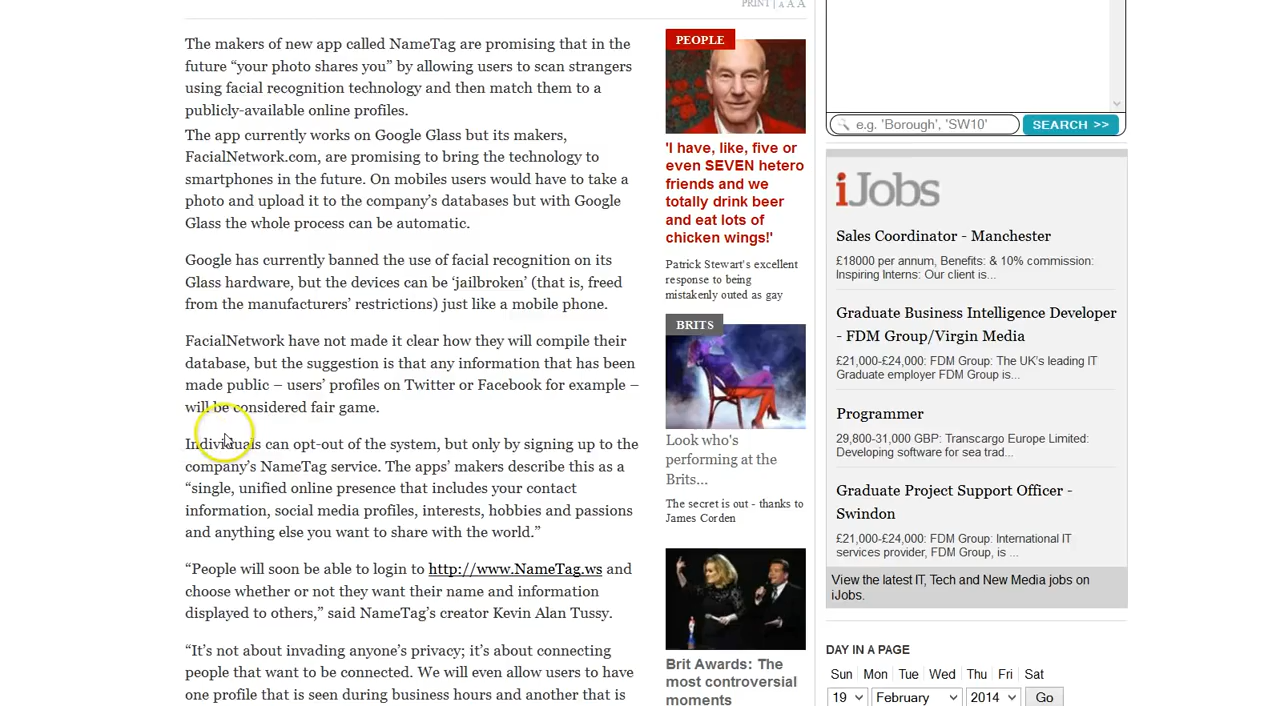 PRINT | A A A
The makers of new app called NameTag are promising that in the
future “your photo shares you” by allowing users to scan strangers
using facial recognition technology and then match them to a
publicly-available online profiles.
The app currently works on Google Glass but its makers,
FacialNetwork.com, are promising to bring the technology to
smartphones in the future. On mobiles users would have to take a
photo and upload it to the company’s databases but with Google
Glass the whole process can be automatic.
Google has currently banned the use of facial recognition on its
Glass hardware, but the devices can be ‘jailbroken’ (that is, freed
from the manufacturers’ restrictions) just like a mobile phone.
FacialNetwork have not made it clear how they will compile their
database, but the suggestion is that any information that has been
made public – users’ profiles on Twitter or Facebook for example –
will be considered fair game.
Individuals can opt-out of the system, but only by signing up to the
company’s NameTag service. The apps’ makers describe this as a
“single, unified online presence that includes your contact
information, social media profiles, interests, hobbies and passions
and anything else you want to share with the world.”
“People will soon be able to login to http://www.NameTag.ws and
choose whether or not they want their name and information
displayed to others,” said NameTag’s creator Kevin Alan Tussy.
“It’s not about invading anyone’s privacy; it’s about connecting
people that want to be connected. We will even allow users to have
one profile that is seen during business hours and another that is
PEOPLE
'I have, like, five or
even SEVEN hetero
friends and we
totally drink beer
and eat lots of
chicken wings!'
Patrick Stewart's excellent
response to being
mistakenly outed as gay
BRITS
Look who's
performing at the
Brits...
The secret is out - thanks to
James Corden
Brit Awards: The
most controversial
moments
e.g. 'Borough', 'SW10'
SEARCH >>
iJobs
Sales Coordinator - Manchester
£18000 per annum, Benefits: & 10% commission:
Inspiring Interns: Our client is...
Graduate Business Intelligence Developer
- FDM Group/Virgin Media
£21,000-£24,000: FDM Group: The UK's leading IT
Graduate employer FDM Group is...
Programmer
29,800-31,000 GBP: Transcargo Europe Limited:
Developing software for sea trad...
Graduate Project Support Officer -
Swindon
£21,000-£24,000: FDM Group: International IT
services provider, FDM Group, is ...
View the latest IT, Tech and New Media jobs on
iJobs.
DAY IN A PAGE
Sun Mon Tue Wed Thu Fri Sat
19 February 2014 Go